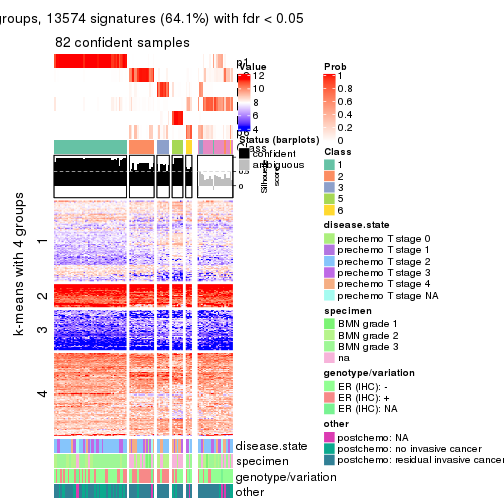 groups, 13574 signatures (64.1%) with fdr < 0.05
82 confident samples
p1
Value
12
10
8
6
4
Prob
1
0.8
0.6
0.4
0.2
0
Status (barplots)
confident
ambiguous
Class
Silhouette
score
0.5
0
Class
1
2
3
5
6
k-means with 4 groups
1
2
3
4
disease.state
prechemo T stage 0
prechemo T stage 1
prechemo T stage 2
prechemo T stage 3
prechemo T stage 4
prechemo T stage NA
specimen
BMN grade 1
BMN grade 2
BMN grade 3
na
genotype/variation
ER (IHC): -
ER (IHC): +
ER (IHC): NA
other
postchemo: NA
postchemo: no invasive cancer
postchemo: residual invasive cancer
disease.state
specimen
genotype/variation
other